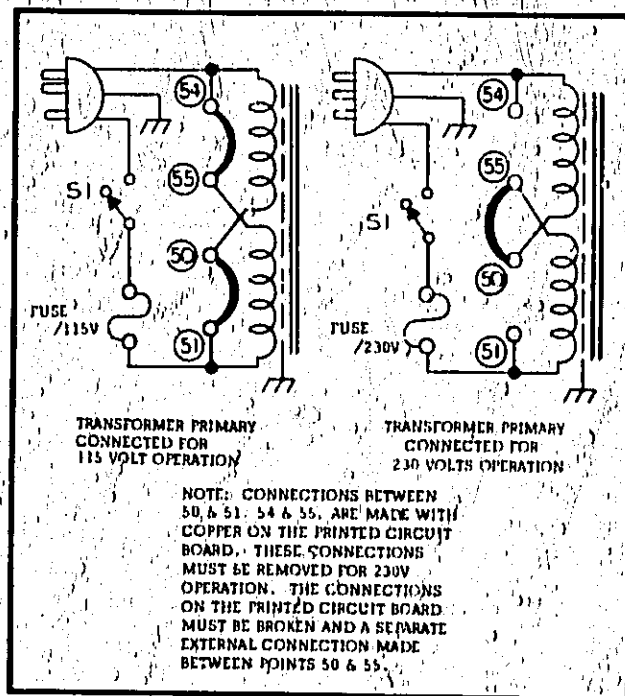 54
55
S1
50
FUSE
/115V
51
TRANSFORMER PRIMARY
CONNECTED FOR
115 VOLT OPERATION
54
55
S1
50
FUSE
/230V
51
TRANSFORMER PRIMARY
CONNECTED FOR
230 VOLTS OPERATION
NOTE: CONNECTIONS BETWEEN
50 & 51, 54 & 55, ARE MADE WITH
COPPER ON THE PRINTED CIRCUIT
BOARD. THESE CONNECTIONS
MUST BE REMOVED FOR 230V
OPERATION. THE CONNECTIONS
ON THE PRINTED CIRCUIT BOARD
MUST BE BROKEN AND A SEPARATE
EXTERNAL CONNECTION MADE
BETWEEN POINTS 50 & 55.